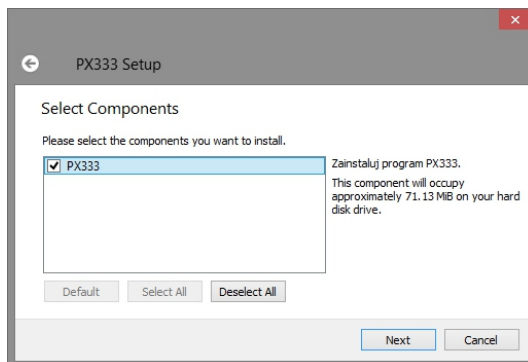 PX333 Setup
Select Components
Please select the components you want to install.
PX333
Zainstaluj program PX333.
This component will occupy
approximately 71.13 MiB on your hard
disk drive.
Default
Select All
Deselect All
Next
Cancel